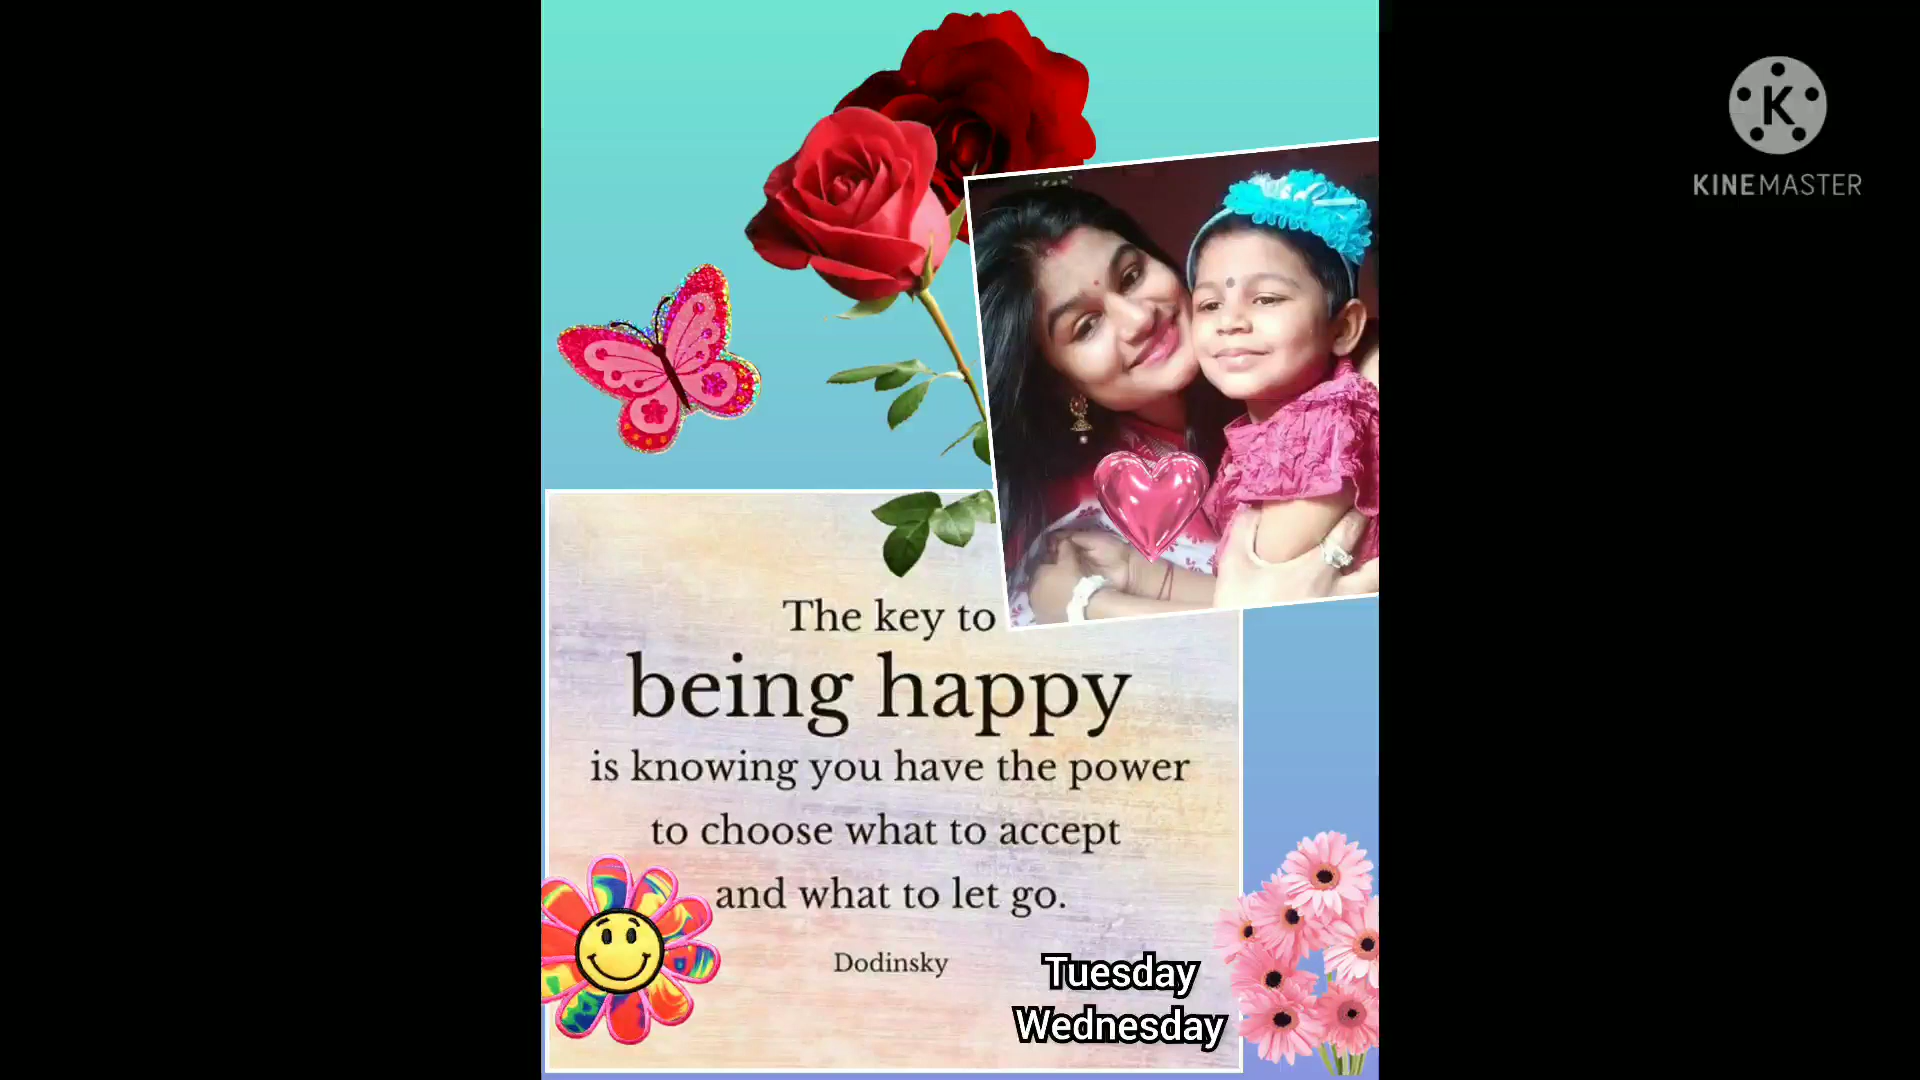 K
KINEMASTER
The key to
being happy
is knowing you have the power
to choose what to accept
and what to let go.
Dodinsky
Tuesday
Wednesday